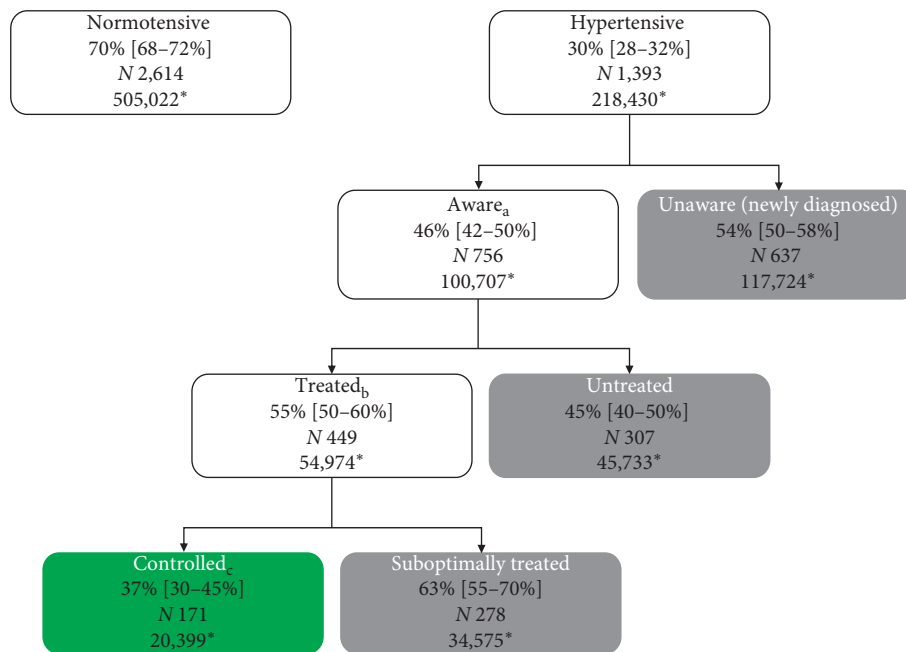 Normotensive
70% [68–72%]
N 2,614
505,022*
Hypertensive
30% [28–32%]
N 1,393
218,430*
Aware a
46% [42–50%]
N 756
100,707*
Unaware (newly diagnosed)
54% [50–58%]
N 637
117,724*
Treated b
55% [50–60%]
N 449
54,974*
Untreated
45% [40–50%]
N 307
45,733*
Controlled c
37% [30–45%]
N 171
20,399*
Suboptimally treated
63% [55–70%]
N 278
34,575*